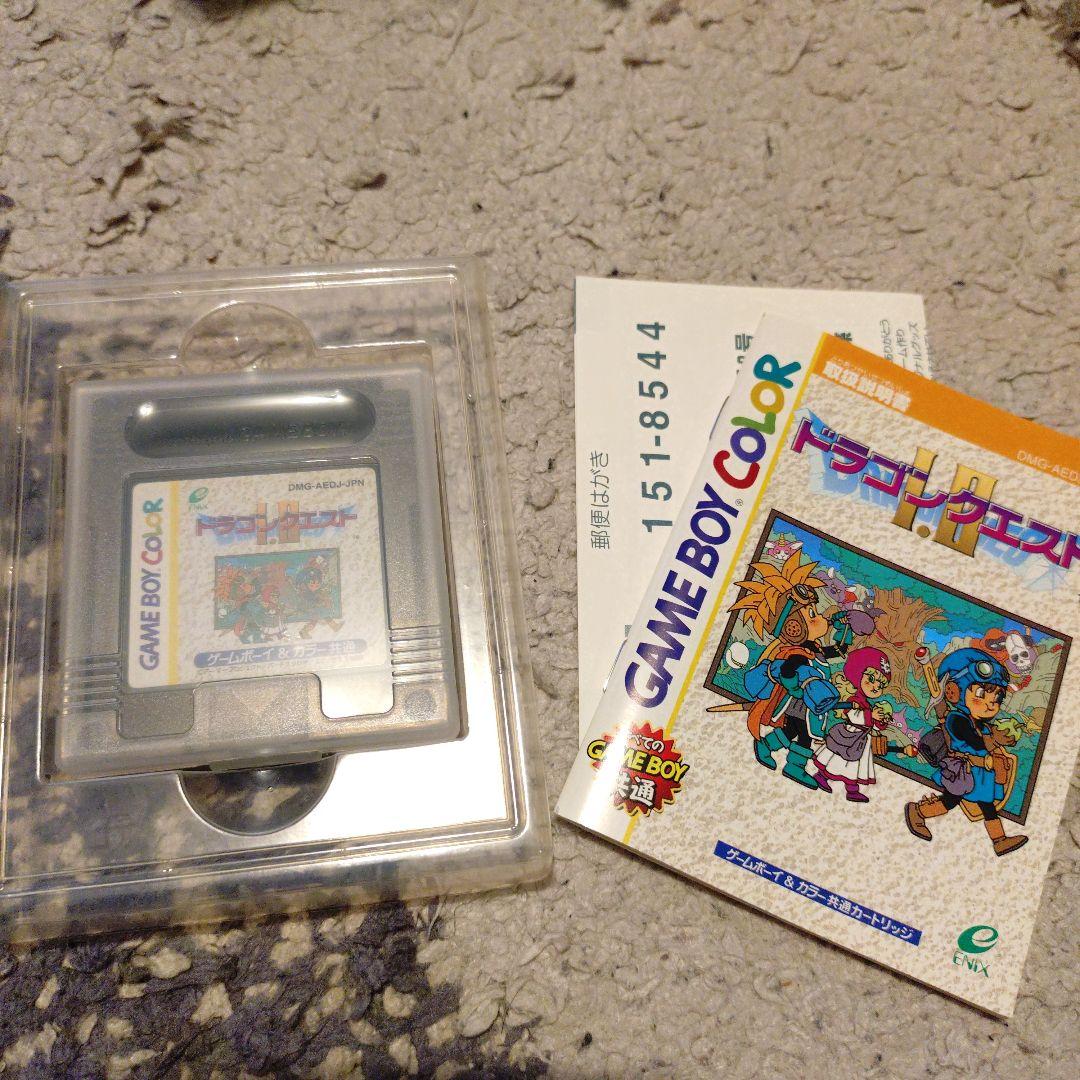 DMG-AEDJ-JPN
ENIX
ドラゴンクエスト
I・II
GAME BOY COLOR
ゲームボーイ&カラー共通
郵便はがき
151-8544
取扱説明書
DMG-AED
ドラゴンクエスト
I・II
GAME BOY COLOR
べての
GAME BOY
共通
ゲームボーイ&カラー共通カートリッジ
ENIX